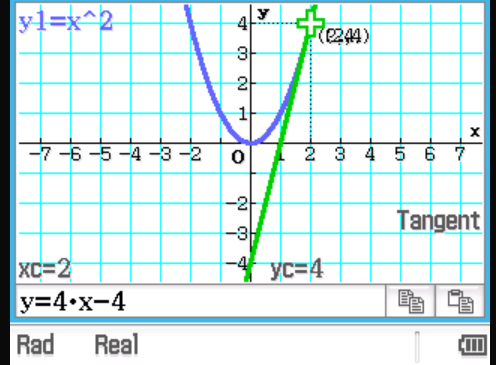 y1=x^2
y
4
(2,4)
3
2
1
x
-7 -6 -5 -4 -3 -2 O 1 2 3 4 5 6 7
-2
-3
-4
Tangent
xc=2 yc=4
y=4·x-4
Rad Real